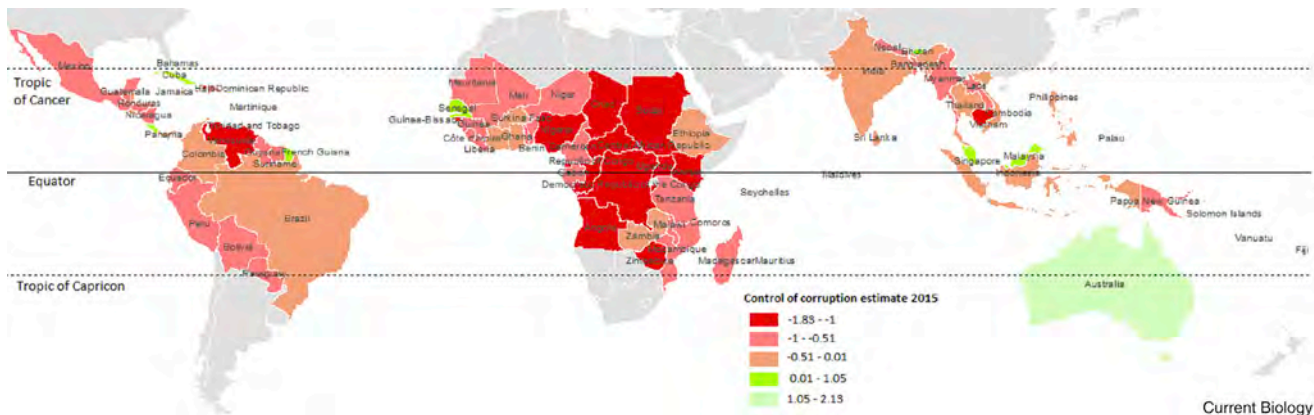 Tropic
of Cancer
Equator
Tropic of Capricon
Mexico
Bahamas
Cuba
Dominican Republic
Guatemala
Jamaica
Honduras
Martinique
Nicaragua
Panama
Trinidad and Tobago
Colombia
Guyana
French Guiana
Suriname
Ecuador
Brazil
Peru
Bolivia
Paraguay
Mauritania
Mali
Niger
Chad
Sudan
Senegal
Guinea-Bissau
Guinea
Burkina Faso
Nigeria
Ethiopia
Côte d'Ivoire
Ghana
Benin
Liberia
Gabon
Tanzania
Seychelles
Angola
Zambia
Malawi
Comoros
Madagascar
Mauritius
Nepal
Bhutan
India
Bangladesh
Myanmar
Laos
Thailand
Philippines
Cambodia
Vietnam
Sri Lanka
Palau
Maldives
Singapore
Malaysia
Indonesia
Papua New Guinea
Solomon Islands
Vanuatu
Fiji
Australia
Control of corruption estimate 2015
-1.83 - -1
-1 - -0.51
-0.51 - 0.01
0.01 - 1.05
1.05 - 2.13
Current Biology